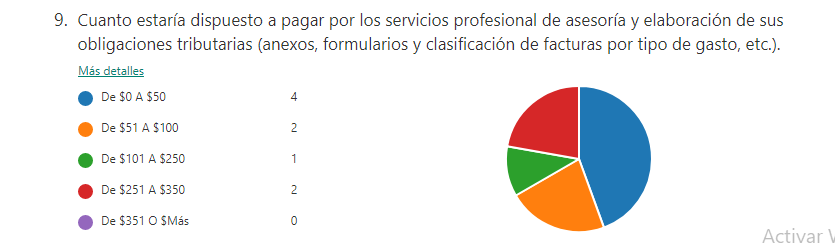 9. Cuanto estaría dispuesto a pagar por los servicios profesional de asesoría y elaboración de sus
obligaciones tributarias (anexos, formularios y clasificación de facturas por tipo de gasto, etc.).
Más detalles
De $0 A $50 4
De $51 A $100 2
De $101 A $250 1
De $251 A $350 2
De $351 O $Más 0
Activar